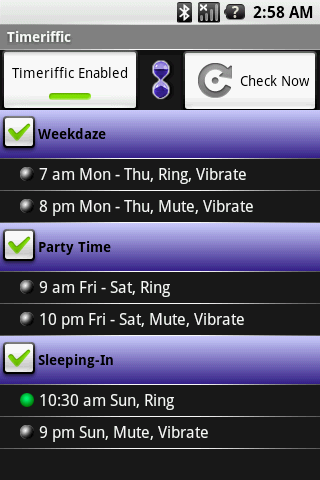 2:58 AM
Timeriffic
Timeriffic Enabled
Check Now
Weekdaze
7 am Mon - Thu, Ring, Vibrate
8 pm Mon - Thu, Mute, Vibrate
Party Time
9 am Fri - Sat, Ring
10 pm Fri - Sat, Mute, Vibrate
Sleeping-In
10:30 am Sun, Ring
9 pm Sun, Mute, Vibrate